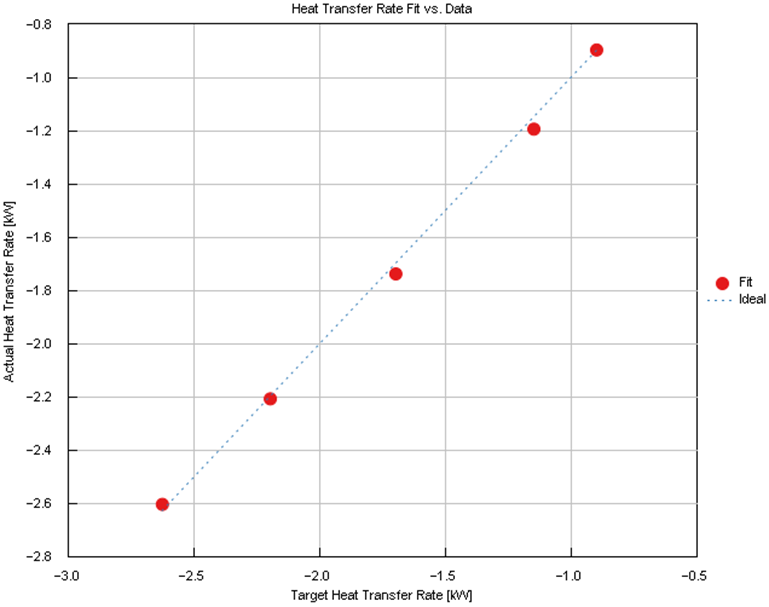 Heat Transfer Rate Fit vs. Data
−0.8
−1.0
−1.2
−1.4
−1.6
−1.8
−2.0
−2.2
−2.4
−2.6
−2.8
Actual Heat Transfer Rate [kW]
−3.0 −2.5 −2.0 −1.5 −1.0 −0.5
Target Heat Transfer Rate [kW]
Fit
Ideal